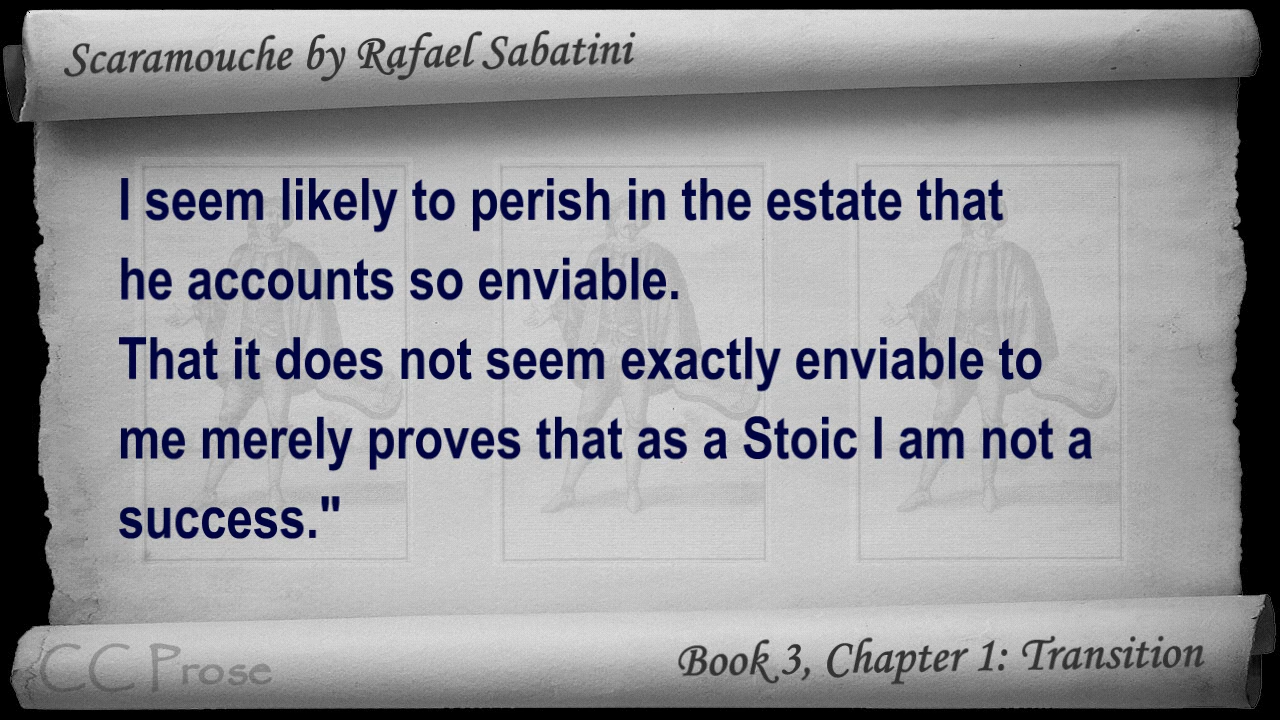 Scaramouche by Rafael Sabatini
I seem likely to perish in the estate that
he accounts so enviable.
That it does not seem exactly enviable to
me merely proves that as a Stoic I am not a
success."
CC Prose
Book 3, Chapter 1: Transition